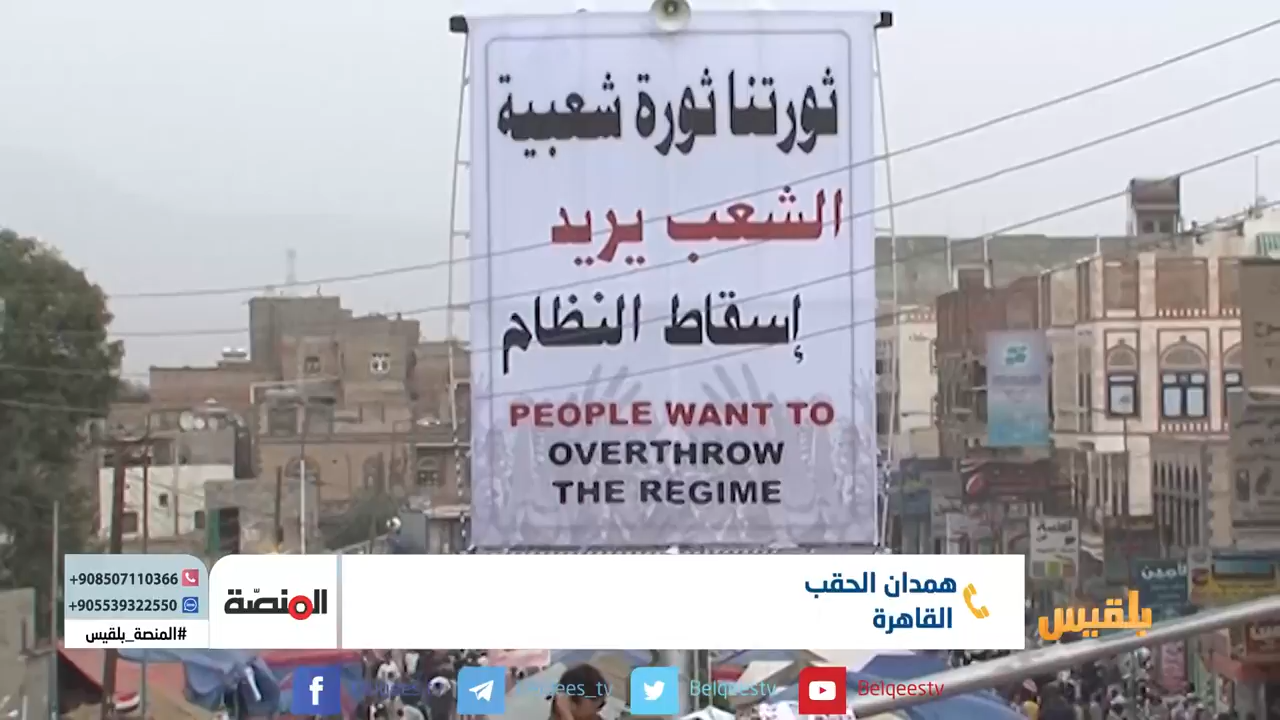 ثورتنا ثورة شعبية
الشعب يريد
إسقاط النظام
PEOPLE WANT TO
OVERTHROW
THE REGIME
+908507110366
+905539322550
#المنصة_بلقيس
المنصّة
همدان الحقب
القاهرة
بلقيس
Belqeestv
Belqeestv